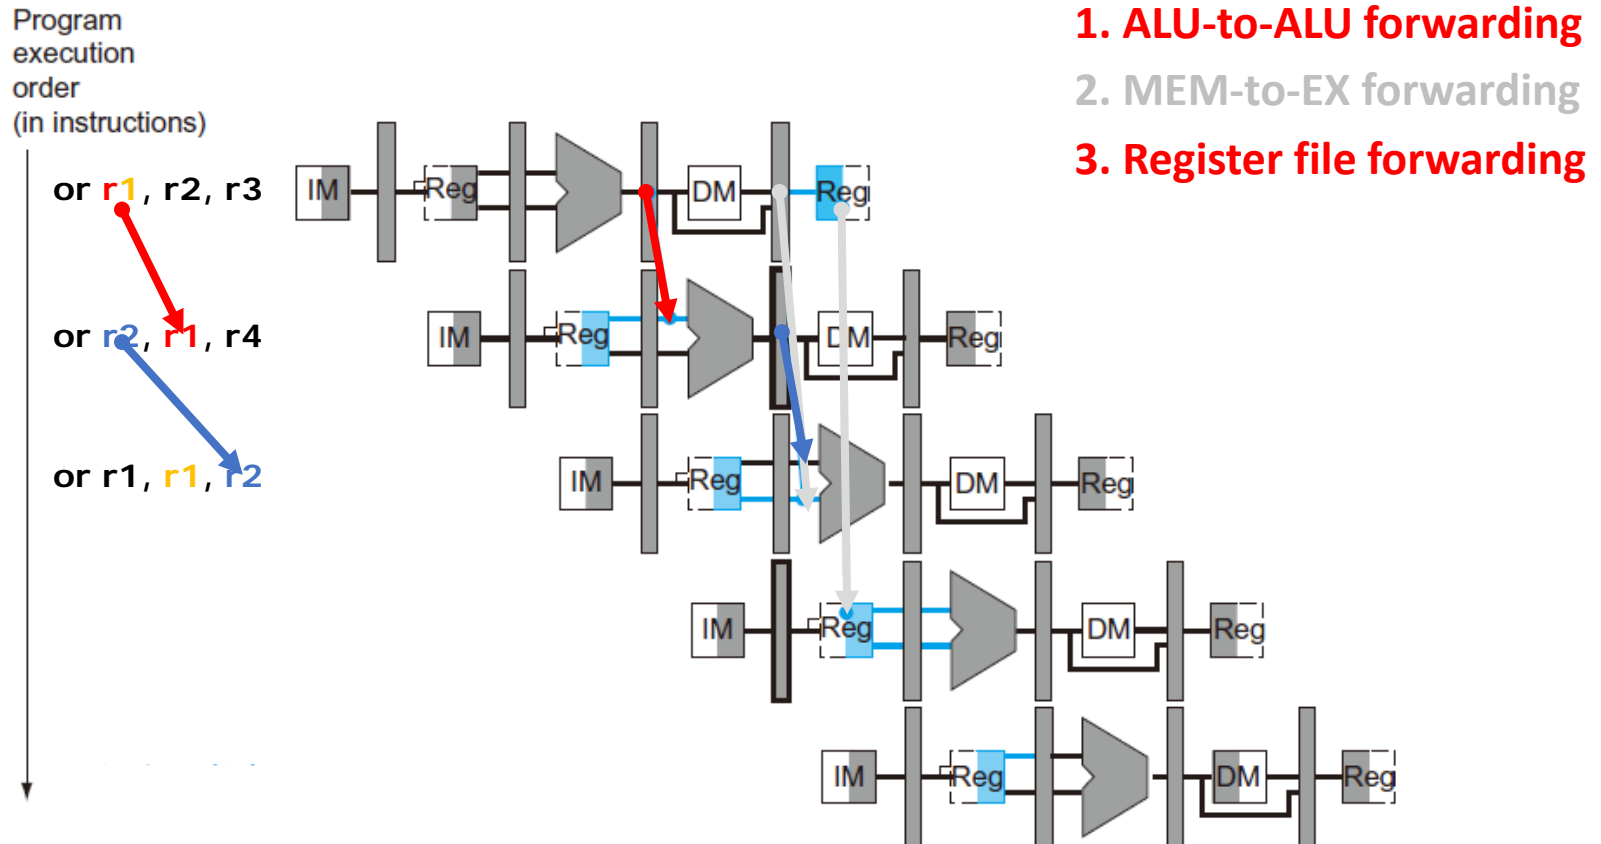 Program
execution
order
(in instructions)
1. ALU-to-ALU forwarding
2. MEM-to-EX forwarding
3. Register file forwarding
or r1, r2, r3
IM Reg DM Reg
or r2, r1, r4
IM Reg DM Reg
or r1, r1, r2
IM Reg DM Reg
IM Reg DM Reg
IM Reg DM Reg